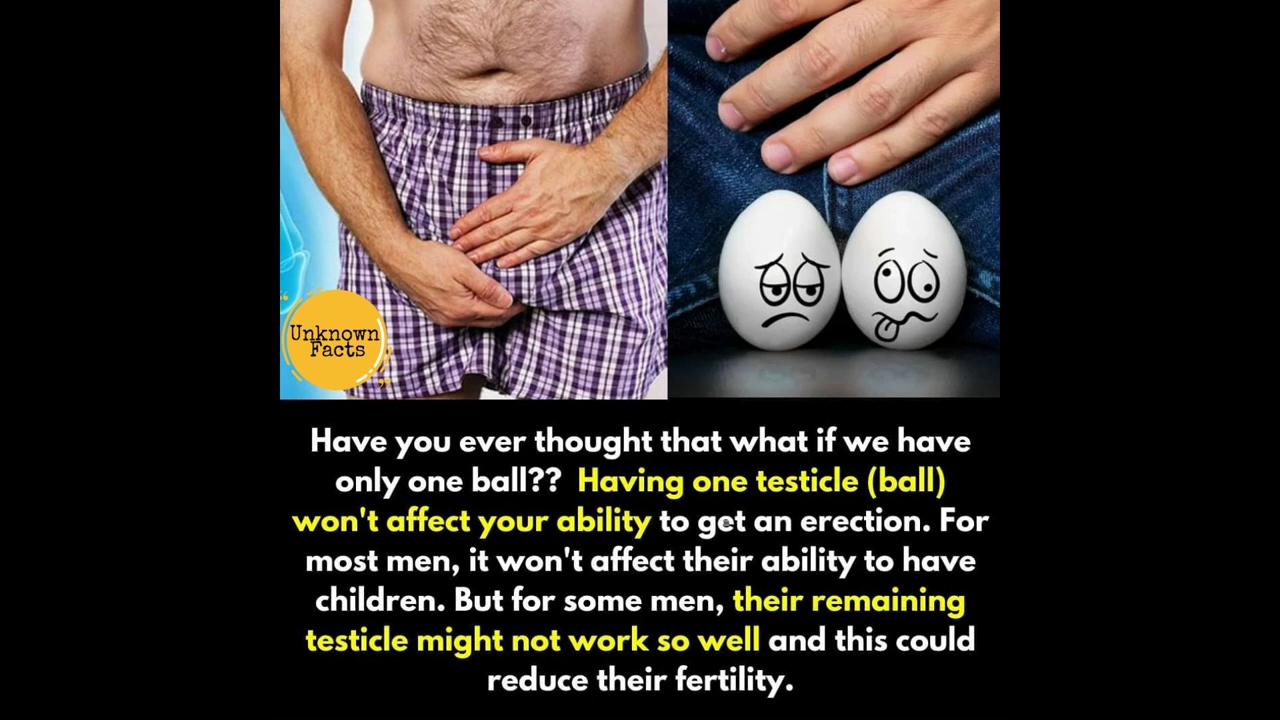 Unknown
Facts
Have you ever thought that what if we have
only one ball?? Having one testicle (ball)
won't affect your ability to get an erection. For
most men, it won't affect their ability to have
children. But for some men, their remaining
testicle might not work so well and this could
reduce their fertility.